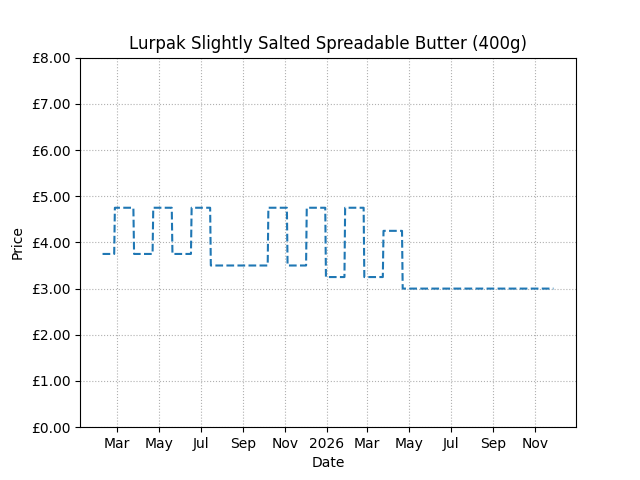 Lurpak Slightly Salted Spreadable Butter (400g)
£8.00
£7.00
£6.00
£5.00
£4.00
£3.00
£2.00
£1.00
£0.00
Price
Mar May Jul Sep Nov 2026 Mar May Jul Sep Nov
Date